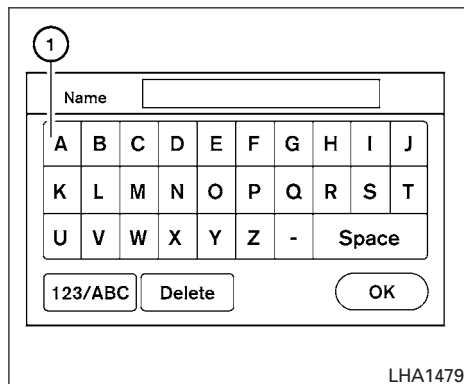 1
Name
A B C D E F G H I J
K L M N O P Q R S T
U V W X Y Z - Space
123/ABC Delete OK
LHA1479